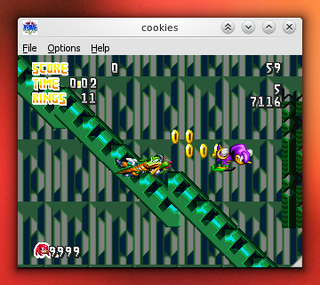 cookies
File Options Help
SCORE 0 59
TIME 0:02 5
RINGS 11 7116
9999